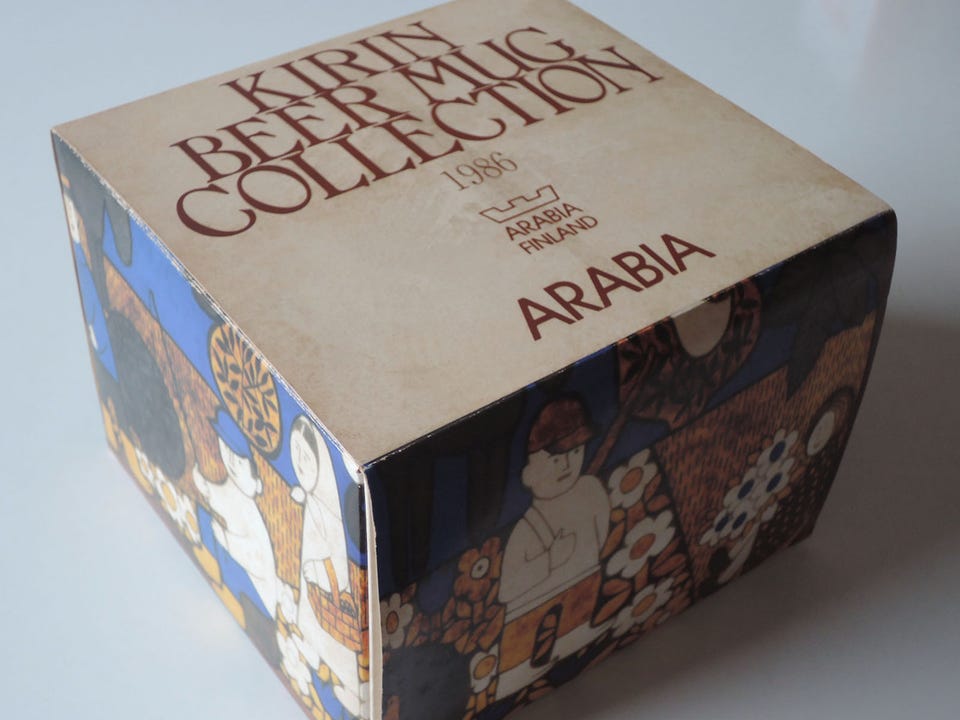 KIRIN
BEER MUG
COLLECTION
1986
ARABIA
FINLAND
ARABIA